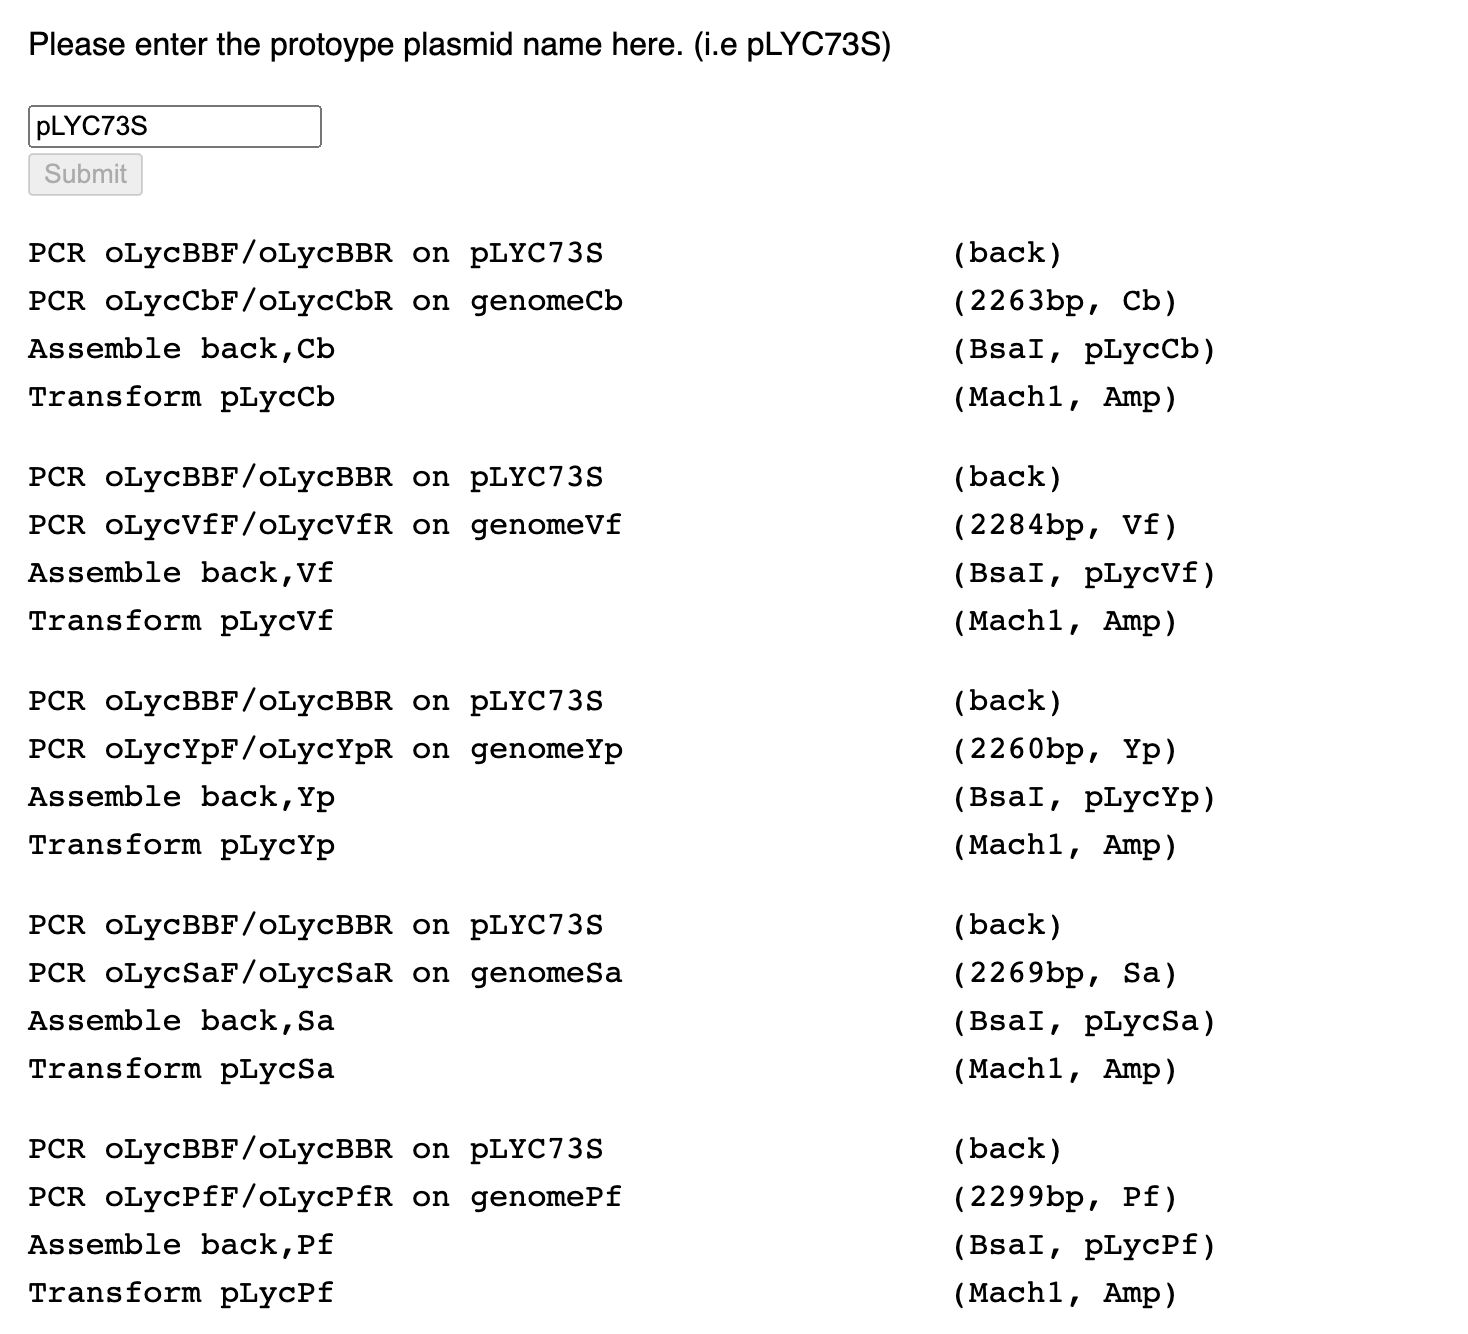 Please enter the protoype plasmid name here. (i.e pLYC73S)
pLYC73S
Submit
PCR oLycBBF/oLycBBR on pLYC73S (back)
PCR oLycCbF/oLycCbR on genomeCb (2263bp, Cb)
Assemble back,Cb (BsaI, pLycCb)
Transform pLycCb (Mach1, Amp)
PCR oLycBBF/oLycBBR on pLYC73S (back)
PCR oLycVfF/oLycVfR on genomeVf (2284bp, Vf)
Assemble back,Vf (BsaI, pLycVf)
Transform pLycVf (Mach1, Amp)
PCR oLycBBF/oLycBBR on pLYC73S (back)
PCR oLycYpF/oLycYpR on genomeYp (2260bp, Yp)
Assemble back,Yp (BsaI, pLycYp)
Transform pLycYp (Mach1, Amp)
PCR oLycBBF/oLycBBR on pLYC73S (back)
PCR oLycSaF/oLycSaR on genomeSa (2269bp, Sa)
Assemble back,Sa (BsaI, pLycSa)
Transform pLycSa (Mach1, Amp)
PCR oLycBBF/oLycBBR on pLYC73S (back)
PCR oLycPfF/oLycPfR on genomePf (2299bp, Pf)
Assemble back,Pf (BsaI, pLycPf)
Transform pLycPf (Mach1, Amp)